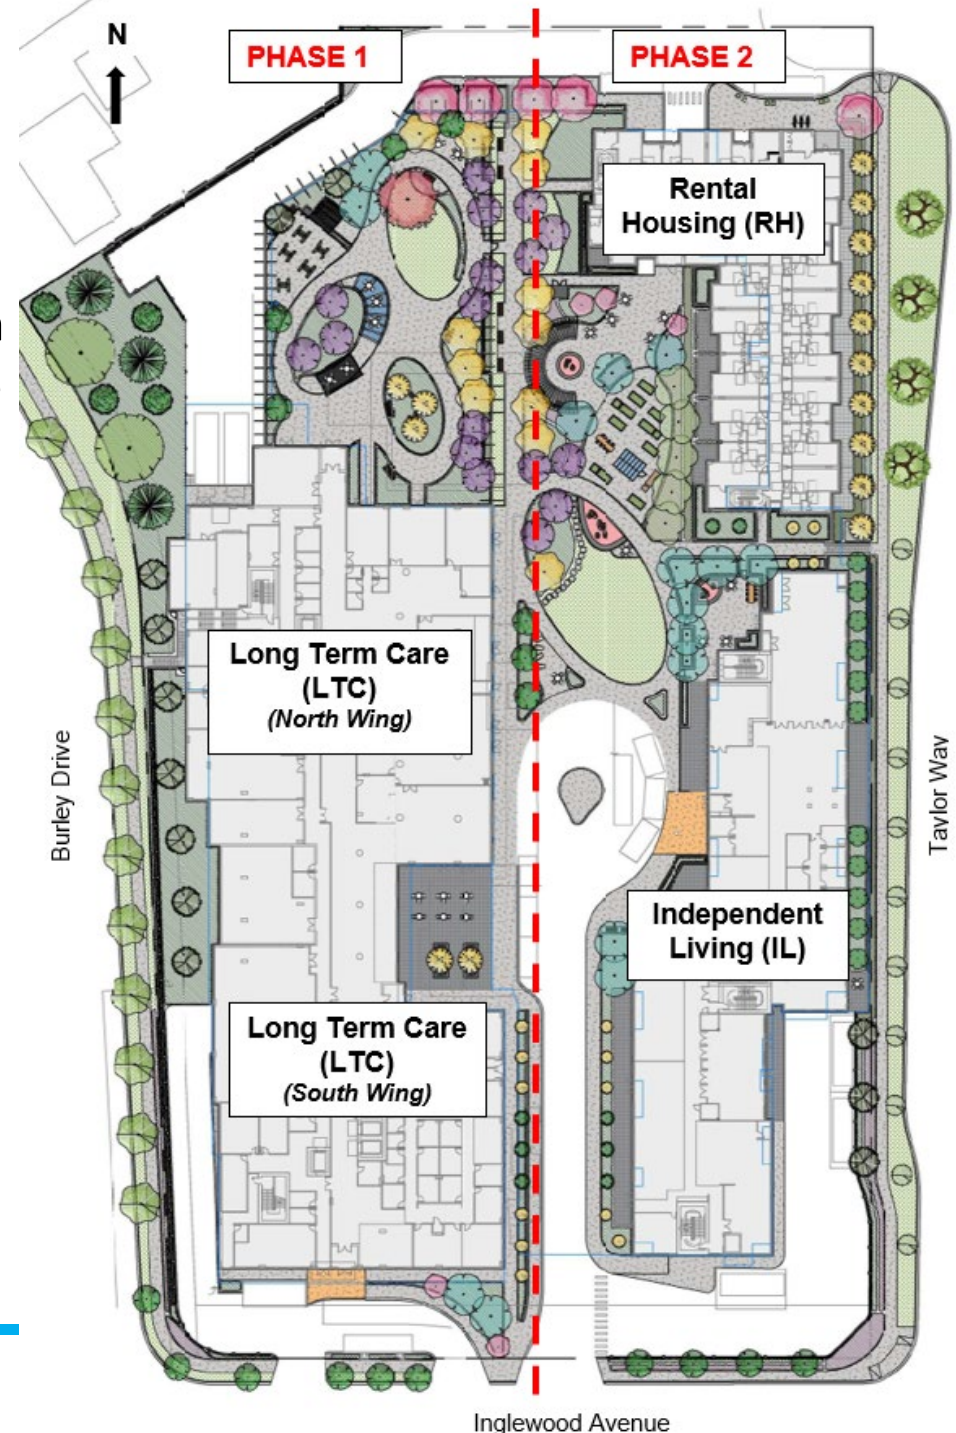 N
PHASE 1
PHASE 2
Rental
Housing (RH)
Long Term Care
(LTC)
(North Wing)
Burley Drive
Taylor Way
Independent
Living (IL)
Long Term Care
(LTC)
(South Wing)
Inglewood Avenue